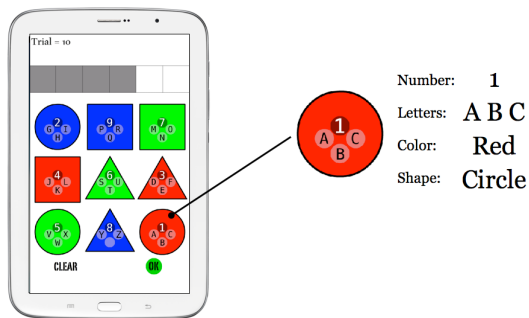 Trial = 10
2
G H I
9
P R
Q
7
M O
N
4
J L
K
6
S U
T
3
D F
E
5
V X
W
8
Y Z
1
A C
B
CLEAR
OK
1
A C
B
Number: 1
Letters: A B C
Color: Red
Shape: Circle